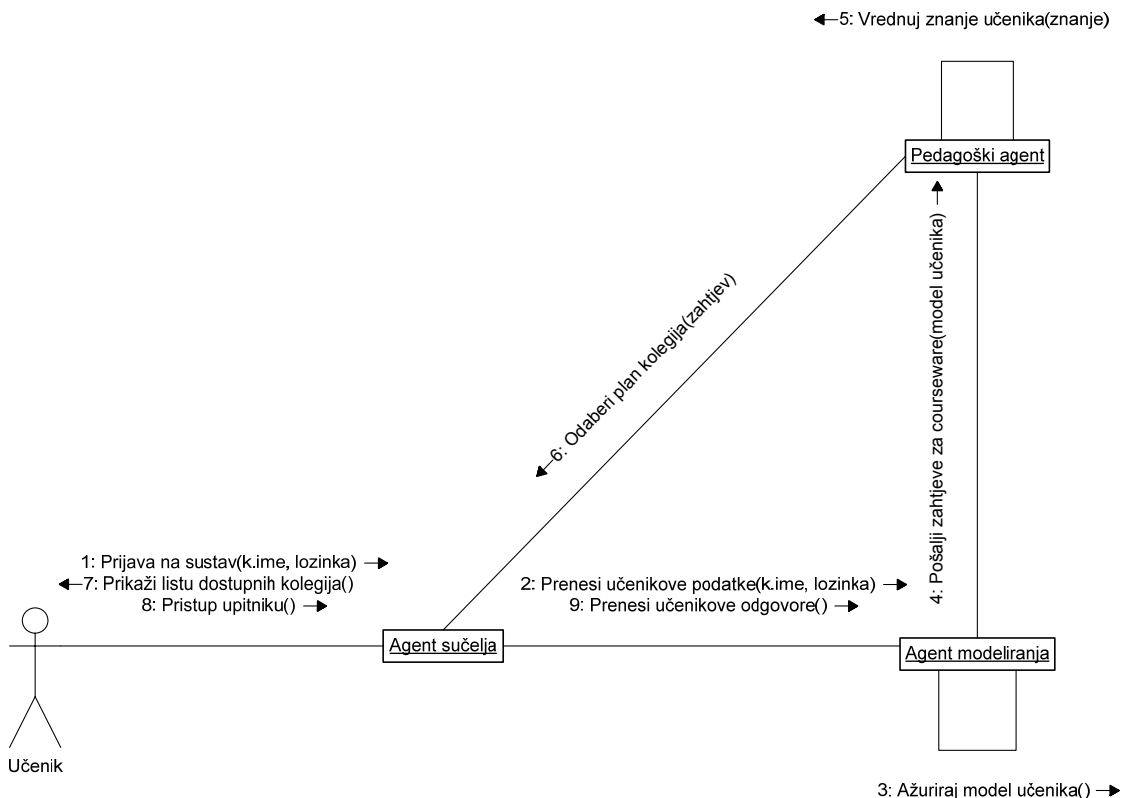 5: Vrednuj znanje učenika(znanje)
Pedagoški agent
4: Pošalji zahtjeve za courseware(model učenika)
6: Odaberi plan kolegija(zahtjev)
1: Prijava na sustav(k.ime, lozinka)
7: Prikaži listu dostupnih kolegija()
8: Pristup upitniku()
2: Prenesi učenikove podatke(k.ime, lozinka)
9: Prenesi učenikove odgovore()
Agent sučelja
Agent modeliranja
Učenik
3: Ažuriraj model učenika()